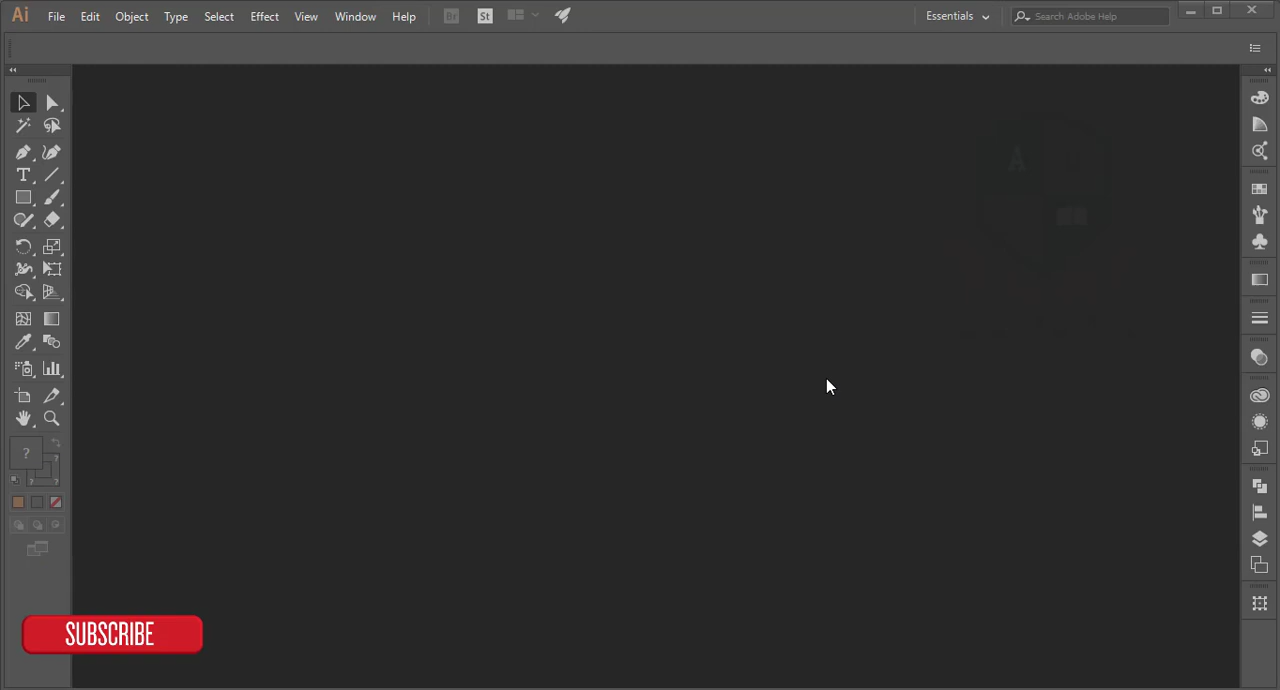 Ai File Edit Object Type Select Effect View Window Help Br St Essentials Search Adobe Help
T
A
?
?
? ?
SUBSCRIBE